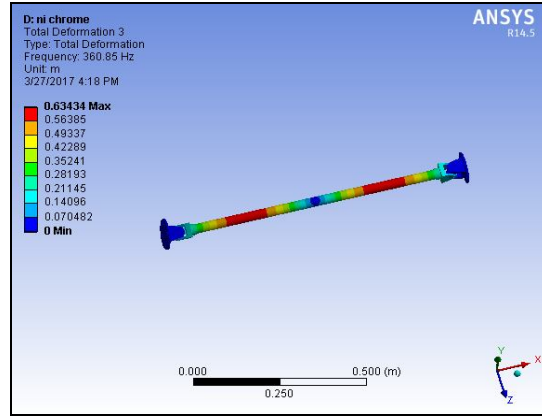 D: ni chrome
Total Deformation 3
Type: Total Deformation
Frequency: 360.85 Hz
Unit: m
3/27/2017 4:18 PM
0.63434 Max
0.56385
0.49337
0.42289
0.35241
0.28193
0.21145
0.14096
0.070482
0 Min
ANSYS
R14.5
0.000
0.500 (m)
0.250
Y
X
Z